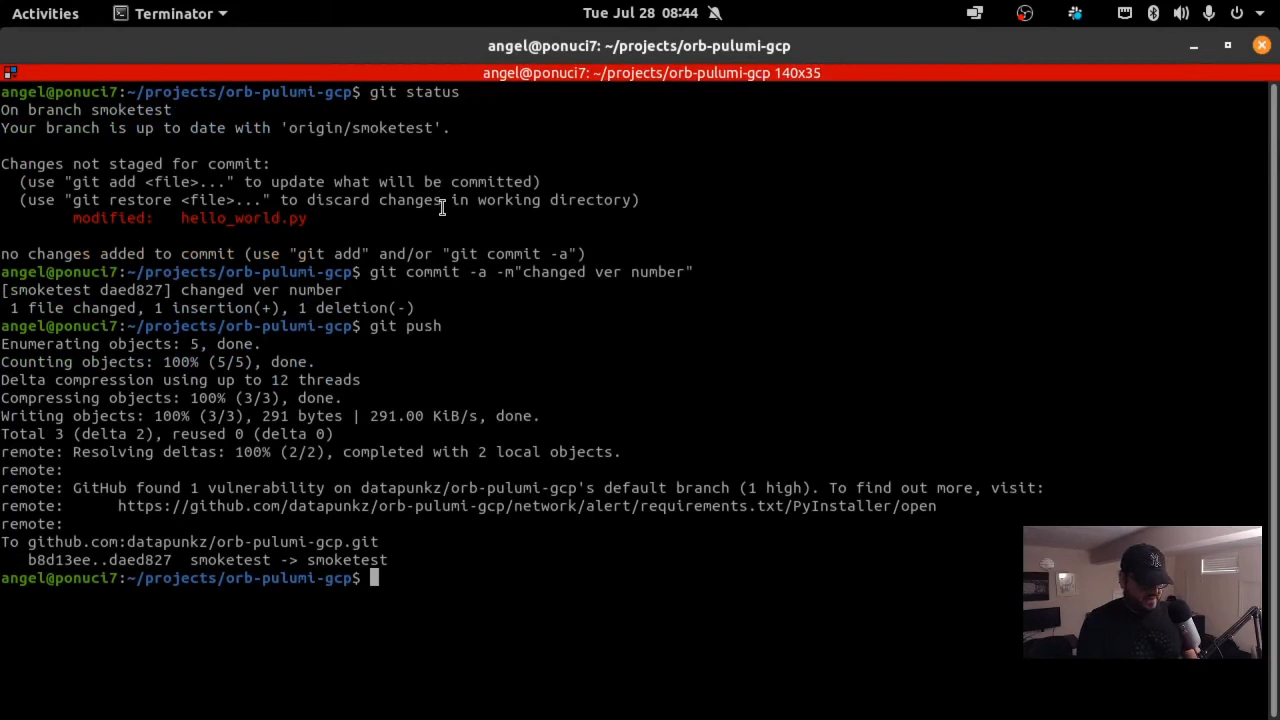 Activities Terminator Tue Jul 28 08:44
angel@ponuci7: ~/projects/orb-pulumi-gcp
angel@ponuci7: ~/projects/orb-pulumi-gcp 140x35
angel@ponuci7:~/projects/orb-pulumi-gcp$ git status
On branch smoketest
Your branch is up to date with 'origin/smoketest'.
Changes not staged for commit:
(use "git add <file>..." to update what will be committed)
(use "git restore <file>..." to discard changes in working directory)
modified: hello_world.py
no changes added to commit (use "git add" and/or "git commit -a")
angel@ponuci7:~/projects/orb-pulumi-gcp$ git commit -a -m"changed ver number"
[smoketest daed827] changed ver number
1 file changed, 1 insertion(+), 1 deletion(-)
angel@ponuci7:~/projects/orb-pulumi-gcp$ git push
Enumerating objects: 5, done.
Counting objects: 100% (5/5), done.
Delta compression using up to 12 threads
Compressing objects: 100% (3/3), done.
Writing objects: 100% (3/3), 291 bytes | 291.00 KiB/s, done.
Total 3 (delta 2), reused 0 (delta 0)
remote: Resolving deltas: 100% (2/2), completed with 2 local objects.
remote:
remote: GitHub found 1 vulnerability on datapunkz/orb-pulumi-gcp's default branch (1 high). To find out more, visit:
remote: https://github.com/datapunkz/orb-pulumi-gcp/network/alert/requirements.txt/PyInstaller/open
remote:
To github.com:datapunkz/orb-pulumi-gcp.git
b8d13ee..daed827 smoketest -> smoketest
angel@ponuci7:~/projects/orb-pulumi-gcp$